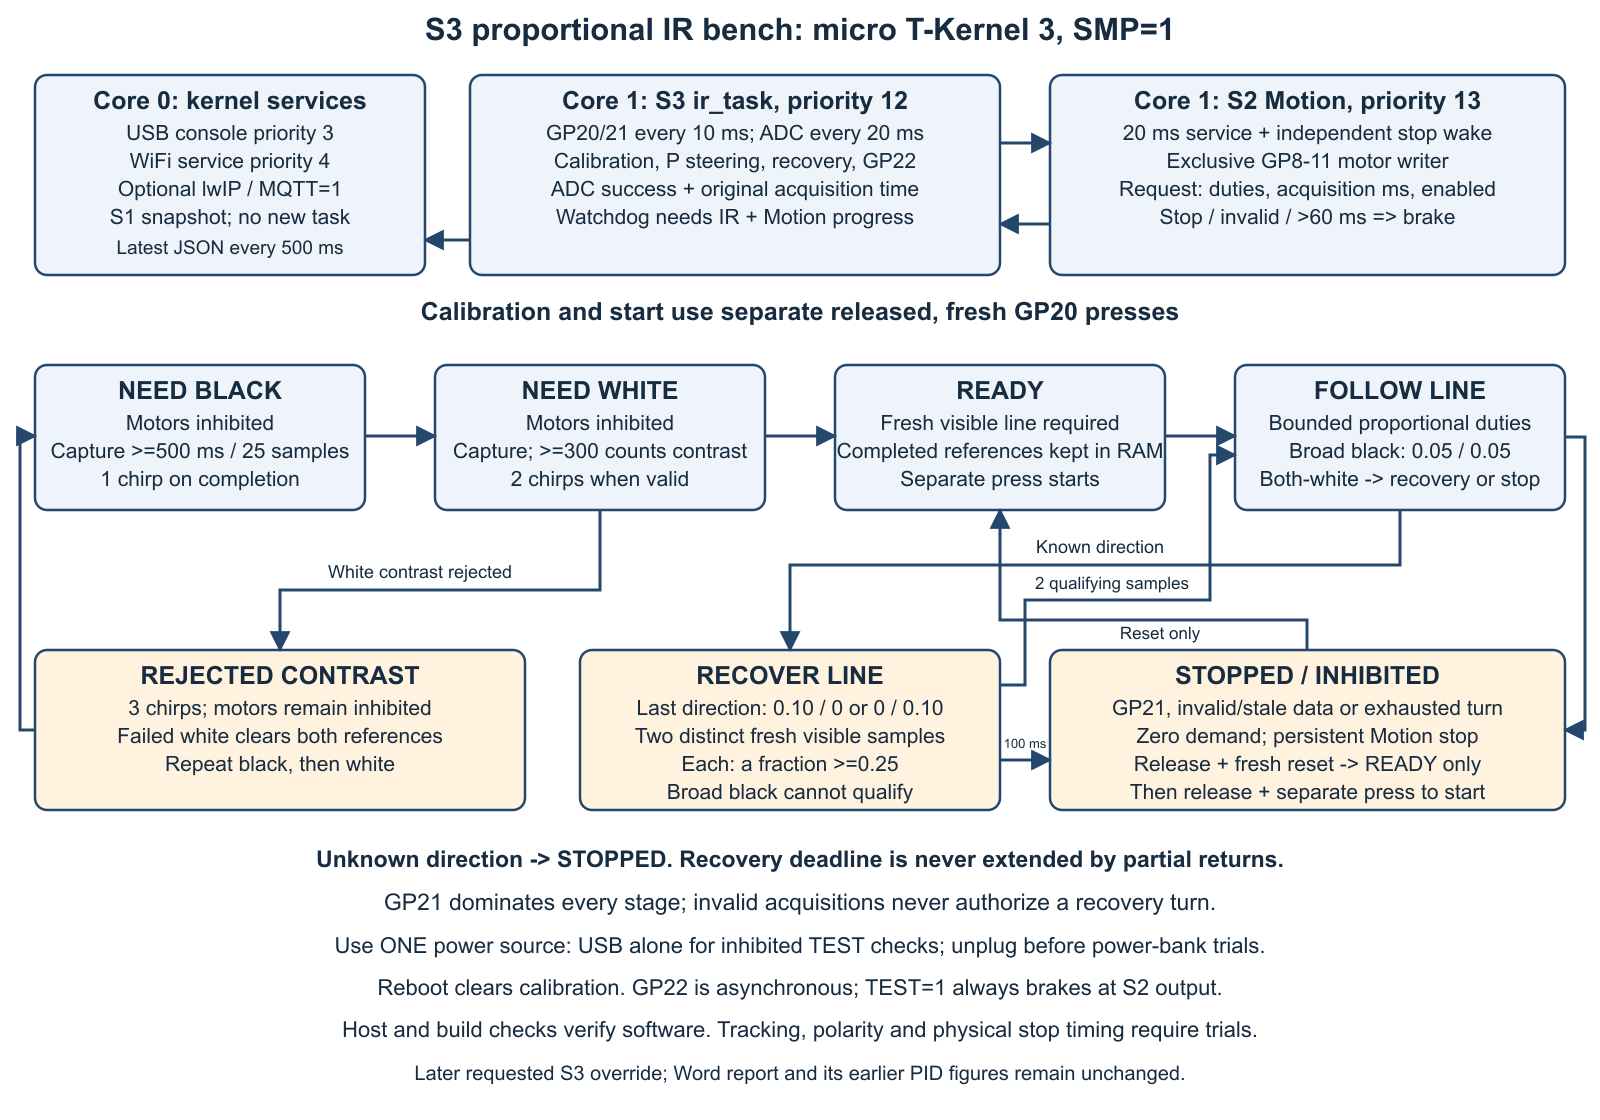 S3 proportional IR bench: micro T-Kernel 3, SMP=1
Core 0: kernel services
USB console priority 3
WiFi service priority 4
Optional lwIP / MQTT=1
S1 snapshot; no new task
Latest JSON every 500 ms
Core 1: S3 ir_task, priority 12
GP20/21 every 10 ms; ADC every 20 ms
Calibration, P steering, recovery, GP22
ADC success + original acquisition time
Watchdog needs IR + Motion progress
Core 1: S2 Motion, priority 13
20 ms service + independent stop wake
Exclusive GP8-11 motor writer
Request: duties, acquisition ms, enabled
Stop / invalid / >60 ms => brake
Calibration and start use separate released, fresh GP20 presses
NEED BLACK
Motors inhibited
Capture >=500 ms / 25 samples
1 chirp on completion
NEED WHITE
Motors inhibited
Capture; >=300 counts contrast
2 chirps when valid
READY
Fresh visible line required
Completed references kept in RAM
Separate press starts
FOLLOW LINE
Bounded proportional duties
Broad black: 0.05 / 0.05
Both-white -> recovery or stop
Known direction
White contrast rejected
2 qualifying samples
Reset only
REJECTED CONTRAST
3 chirps; motors remain inhibited
Failed white clears both references
Repeat black, then white
RECOVER LINE
Last direction: 0.10 / 0 or 0 / 0.10
Two distinct fresh visible samples
Each: a fraction >=0.25
Broad black cannot qualify
100 ms
STOPPED / INHIBITED
GP21, invalid/stale data or exhausted turn
Zero demand; persistent Motion stop
Release + fresh reset -> READY only
Then release + separate press to start
Unknown direction -> STOPPED. Recovery deadline is never extended by partial returns.
GP21 dominates every stage; invalid acquisitions never authorize a recovery turn.
Use ONE power source: USB alone for inhibited TEST checks; unplug before power-bank trials.
Reboot clears calibration. GP22 is asynchronous; TEST=1 always brakes at S2 output.
Host and build checks verify software. Tracking, polarity and physical stop timing require trials.
Later requested S3 override; Word report and its earlier PID figures remain unchanged.